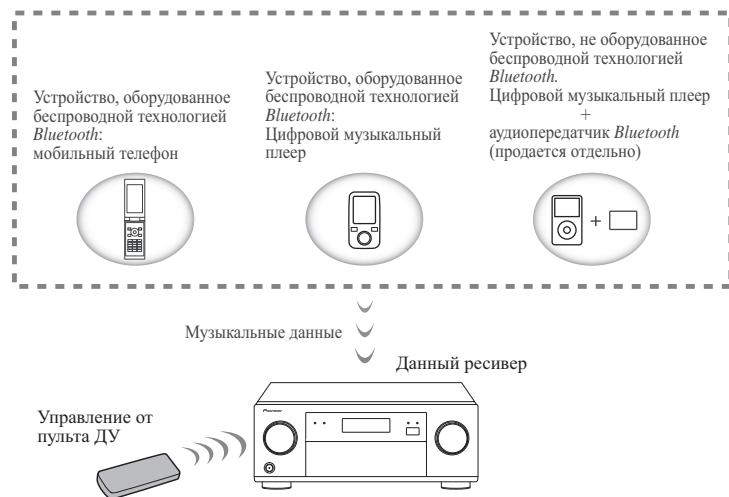 Устройство, оборудованное
беспроводной технологией
Bluetooth:
мобильный телефон
Устройство, оборудованное
беспроводной технологией
Bluetooth:
Цифровой музыкальный
плеер
Устройство, не оборудованное
беспроводной технологией
Bluetooth.
Цифровой музыкальный плеер
+
аудиопередатчик Bluetooth
(продается отдельно)
+
Музыкальные данные
Данный ресивер
Pioneer
Управление от
пульта ДУ